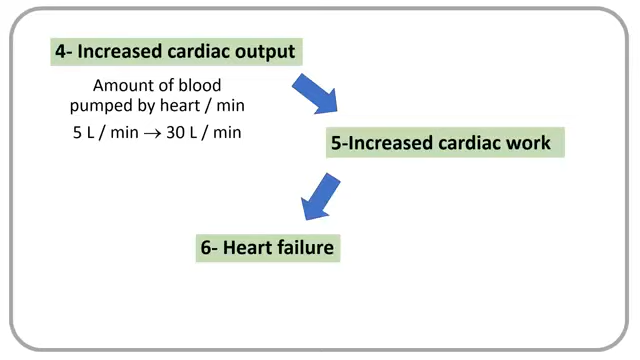 4- Increased cardiac output
Amount of blood
pumped by heart / min
5 L / min → 30 L / min
5-Increased cardiac work
6- Heart failure